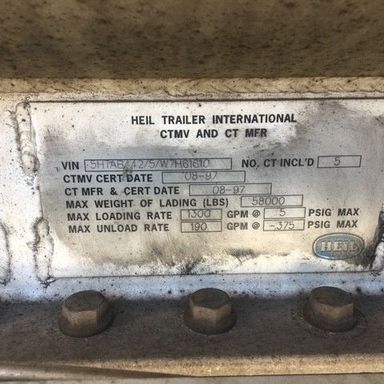 HEIL TRAILER INTERNATIONAL
CTMV AND CT MFR
VIN NO. CT INCL'D 5
CTMV CERT DATE 08-97
CT MFR & CERT DATE 08-97
MAX WEIGHT OF LADING (LBS) 58000
MAX LOADING RATE 1300 GPM @ 5 PSIG MAX
MAX UNLOAD RATE 190 GPM @ -.375 PSIG MAX
HEIL